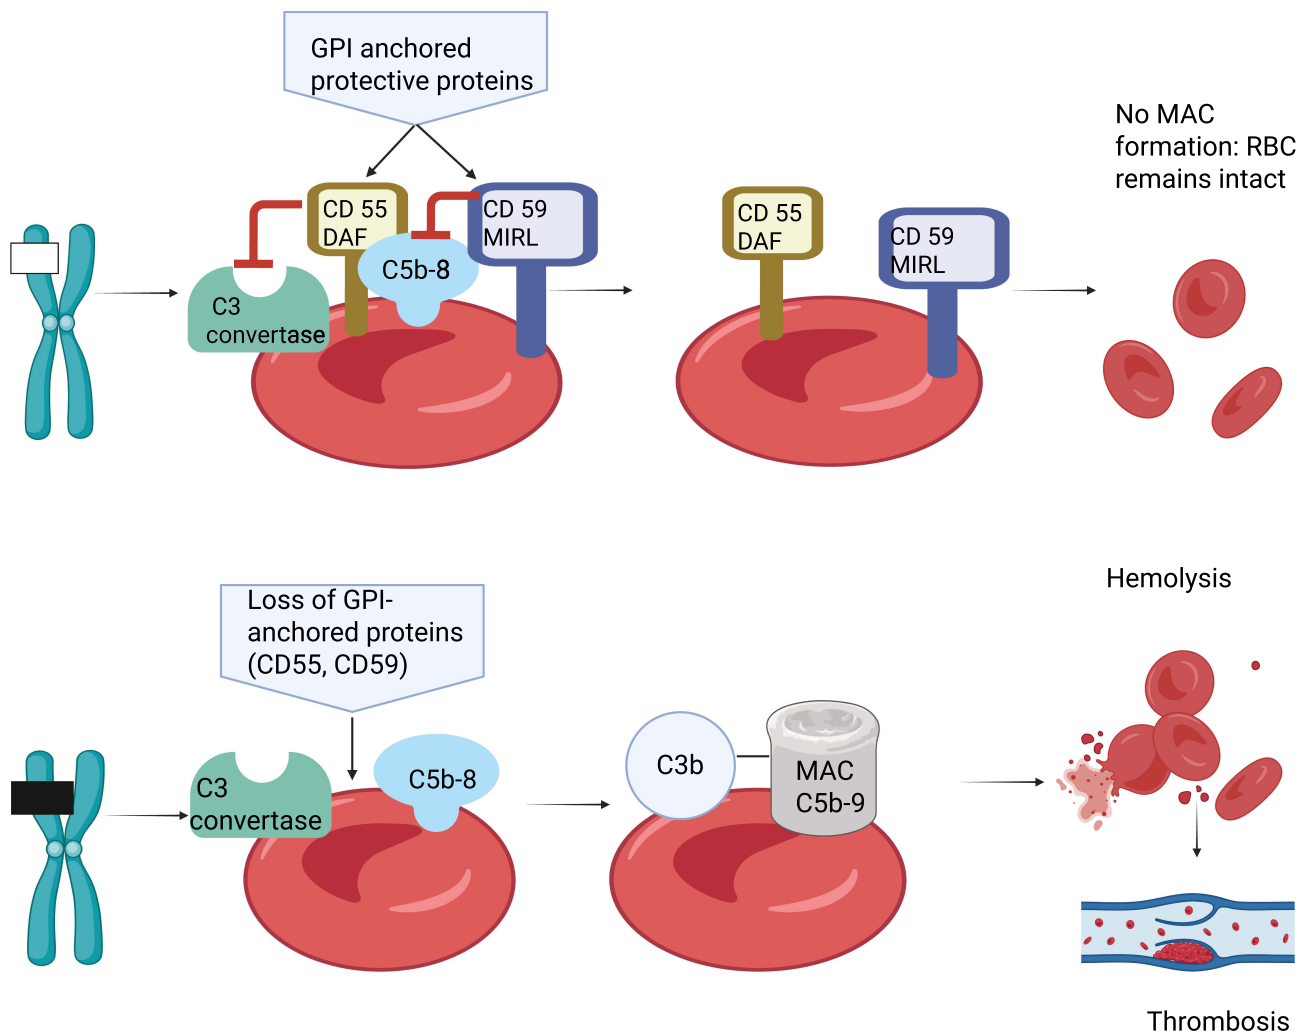 GPI anchored
protective proteins
No MAC
formation: RBC
remains intact
CD 55
DAF
CD 59
MIRL
C5b-8
C3
convertase
CD 55
DAF
CD 59
MIRL
Hemolysis
Loss of GPI-
anchored proteins
(CD55, CD59)
C3
convertase
C5b-8
C3b
MAC
C5b-9
Thrombosis